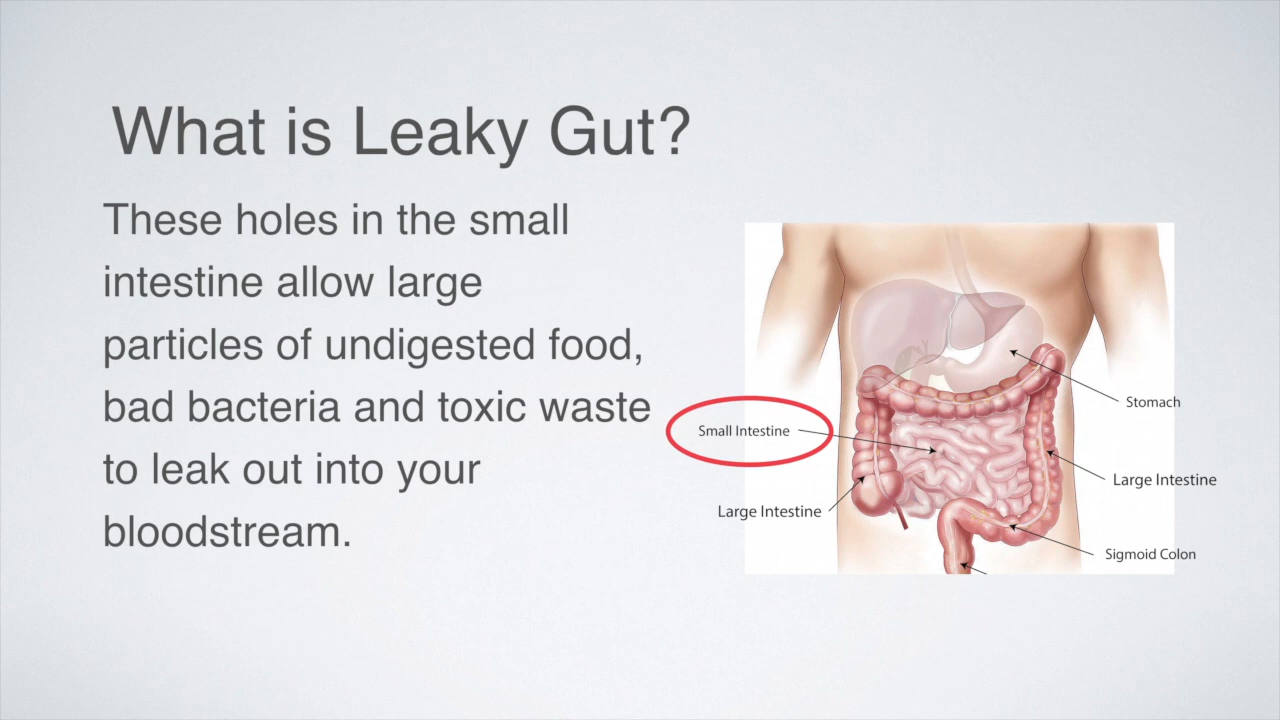 What is Leaky Gut?
These holes in the small
intestine allow large
particles of undigested food,
bad bacteria and toxic waste
to leak out into your
bloodstream.
Stomach
Small Intestine
Large Intestine
Large Intestine
Sigmoid Colon